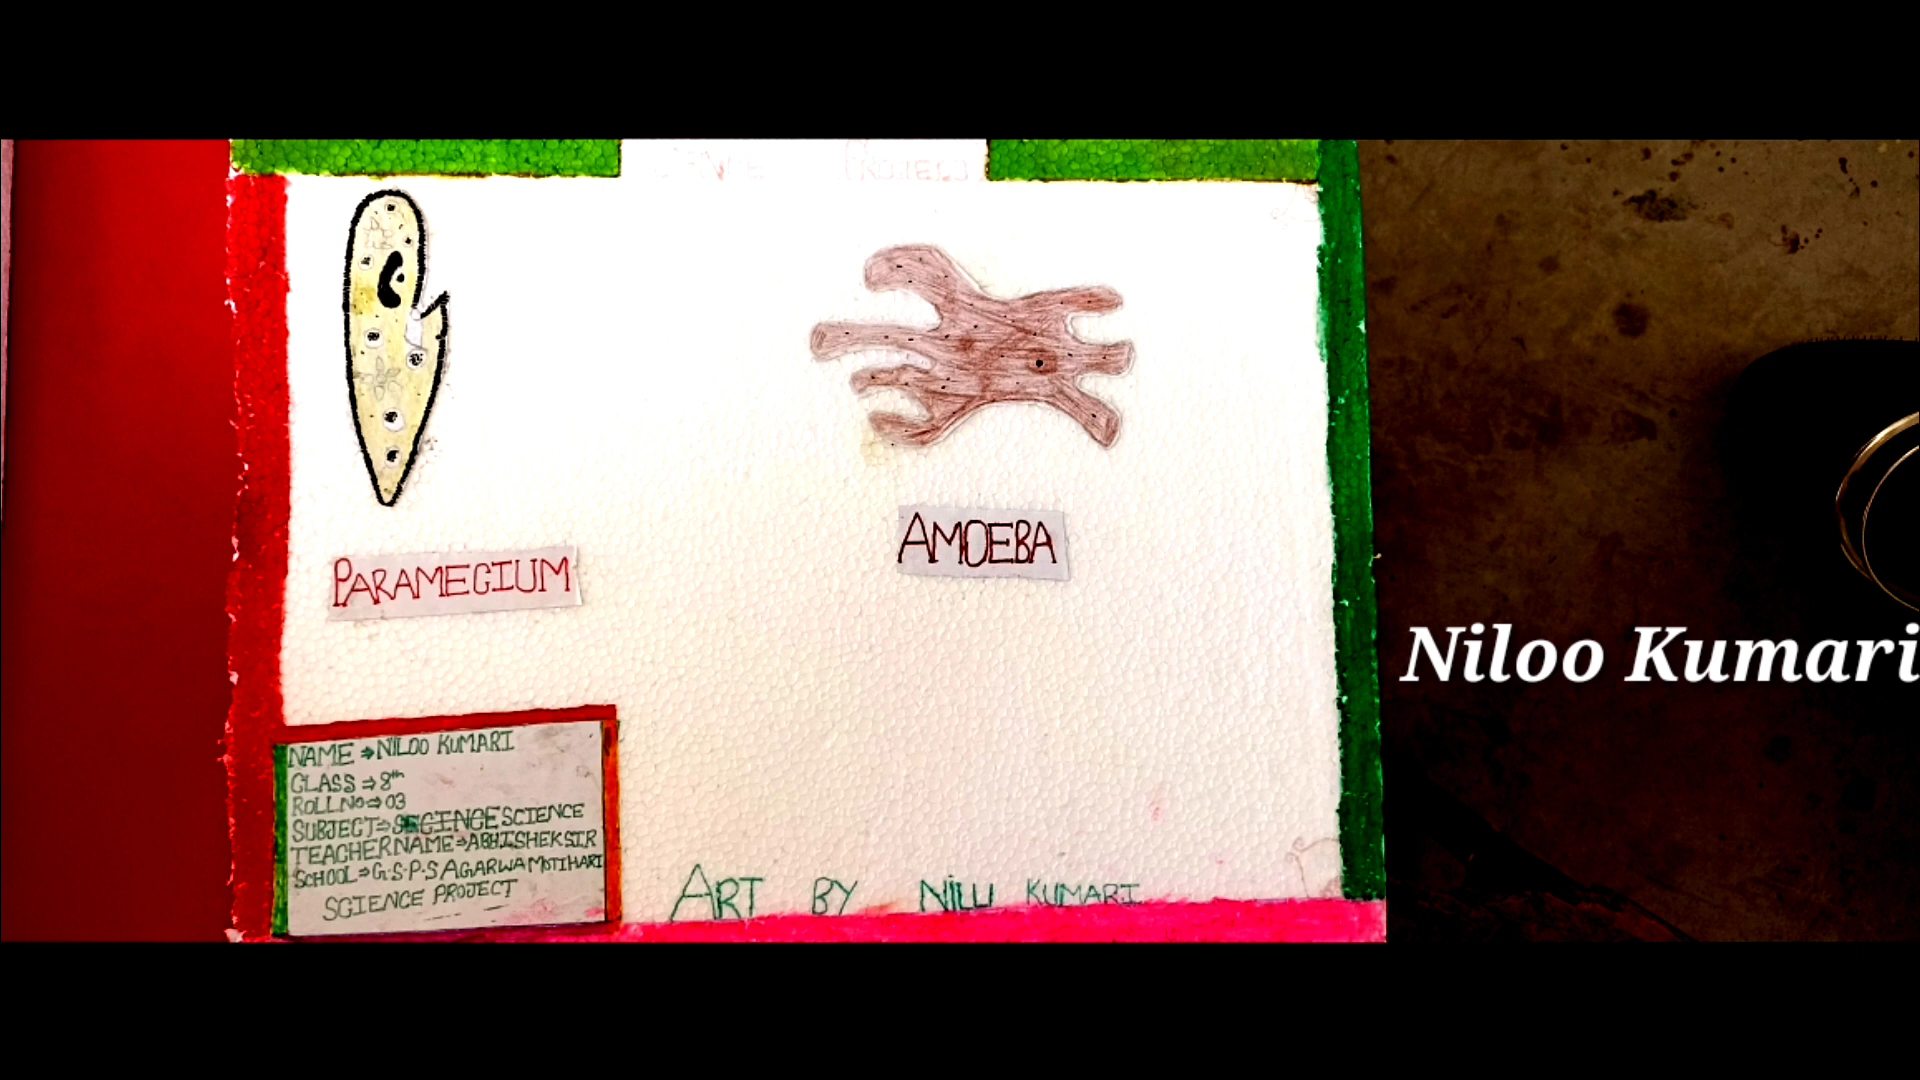 PROJECT
PARAMECIUM
AMOEBA
Niloo Kumari
NAME ⇒ NILOO KUMARI
CLASS ⇒ 8th
ROLL NO ⇒ 03
SUBJECT ⇒ SCIENCE
TEACHER NAME ⇒ ABHISHEK SIR
SCHOOL ⇒ G.S.P.S AGARWA MOTIHARI
SCIENCE PROJECT
ART BY NILU KUMARI